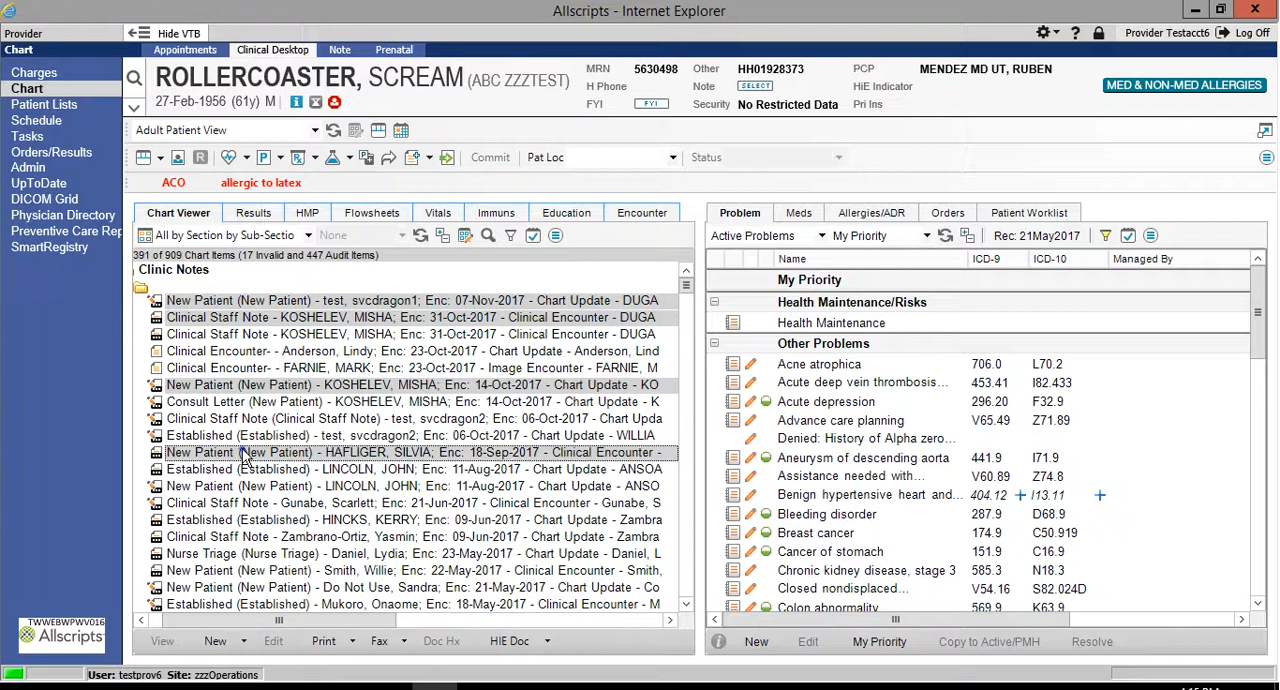 Allscripts - Internet Explorer
Provider
Hide VTB
Provider Testacct6 Log Off
Chart
Appointments Clinical Desktop Note Prenatal
Charges
Chart
Patient Lists
Schedule
Tasks
Orders/Results
Admin
UpToDate
DICOM Grid
Physician Directory
Preventive Care Rep
SmartRegistry
ROLLERCOASTER, SCREAM (ABC ZZZTEST)
27-Feb-1956 (61y) M
MRN 5630498
H Phone
FYI FYI
Other HH01928373
Note SELECT
Security No Restricted Data
PCP MENDEZ MD UT, RUBEN
HiE Indicator
Pri Ins
MED & NON-MED ALLERGIES
Adult Patient View
Commit Pat Loc Status
ACO allergic to latex
Chart Viewer Results HMP Flowsheets Vitals Immuns Education Encounter
All by Section by Sub-Sectio None
391 of 909 Chart Items (17 Invalid and 447 Audit Items)
Clinic Notes
New Patient (New Patient) - test, svcdragon1; Enc: 07-Nov-2017 - Chart Update - DUGA
Clinical Staff Note - KOSHELEV, MISHA; Enc: 31-Oct-2017 - Clinical Encounter - DUGA
Clinical Staff Note - KOSHELEV, MISHA; Enc: 31-Oct-2017 - Clinical Encounter - DUGA
Clinical Encounter- - Anderson, Lindy; Enc: 23-Oct-2017 - Chart Update - Anderson, Lind
Clinical Encounter - FARNIE, MARK; Enc: 23-Oct-2017 - Image Encounter - FARNIE, M
New Patient (New Patient) - KOSHELEV, MISHA; Enc: 14-Oct-2017 - Chart Update - KO
Consult Letter (New Patient) - KOSHELEV, MISHA; Enc: 14-Oct-2017 - Chart Update - K
Clinical Staff Note (Clinical Staff Note) - test, svcdragon2; Enc: 06-Oct-2017 - Chart Upda
Established (Established) - test, svcdragon2; Enc: 06-Oct-2017 - Chart Update - WILLIA
New Patient (New Patient) - HAFLIGER, SILVIA; Enc: 18-Sep-2017 - Clinical Encounter -
Established (Established) - LINCOLN, JOHN; Enc: 11-Aug-2017 - Chart Update - ANSOA
New Patient (New Patient) - LINCOLN, JOHN; Enc: 11-Aug-2017 - Chart Update - ANSO
Clinical Staff Note - Gunabe, Scarlett; Enc: 21-Jun-2017 - Clinical Encounter - Gunabe, S
Established (Established) - HINCKS, KERRY; Enc: 09-Jun-2017 - Chart Update - Zambra
Clinical Staff Note - Zambrano-Ortiz, Yasmin; Enc: 09-Jun-2017 - Chart Update - Zambra
Nurse Triage (Nurse Triage) - Daniel, Lydia; Enc: 23-May-2017 - Chart Update - Daniel, L
New Patient (New Patient) - Smith, Willie; Enc: 22-May-2017 - Chart Update - Smith,
New Patient (New Patient) - Do Not Use, Sandra; Enc: 21-May-2017 - Chart Update - Co
Established (Established) - Mukoro, Onaome; Enc: 18-May-2017 - Clinical Encounter - M
View New Edit Print Fax Doc Hx HIE Doc
Problem Meds Allergies/ADR Orders Patient Worklist
Active Problems My Priority Rec: 21May2017
Name ICD-9 ICD-10 Managed By
My Priority
Health Maintenance/Risks
Health Maintenance
Other Problems
Acne atrophica 706.0 L70.2
Acute deep vein thrombosis... 453.41 I82.433
Acute depression 296.20 F32.9
Advance care planning V65.49 Z71.89
Denied: History of Alpha zero...
Aneurysm of descending aorta 441.9 I71.9
Assistance needed with... V60.89 Z74.8
Benign hypertensive heart and... 404.12 I13.11
Bleeding disorder 287.9 D68.9
Breast cancer 174.9 C50.919
Cancer of stomach 151.9 C16.9
Chronic kidney disease, stage 3 585.3 N18.3
Closed nondisplaced... V54.16 S82.024D
Colon abnormality 569.9 K63.9
New Edit My Priority Copy to Active/PMH Resolve
TWWEBWPWV016
Allscripts
User: testprov6 Site: zzzOperations